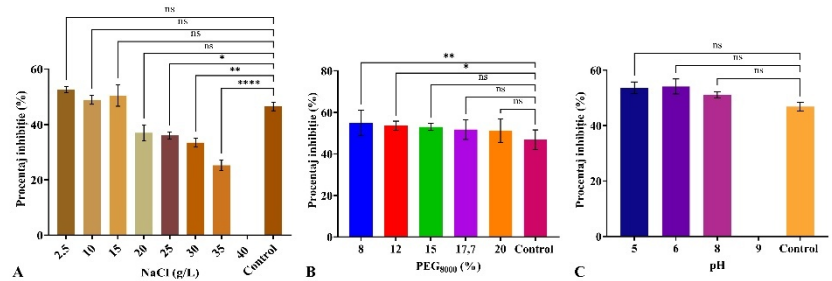 ns
ns
ns
ns
*
**
****
Procentaj inhibiție (%)
60
40
20
0
2.5
10
15
20
25
30
35
40
Control
NaCl (g/L)
A
**
*
ns
ns
ns
Procentaj inhibiție (%)
80
60
40
20
0
8
12
15
17,7
20
Control
PEG8000 (%)
B
ns
ns
ns
Procentaj inhibiție (%)
60
40
20
0
5
6
8
9
Control
pH
C